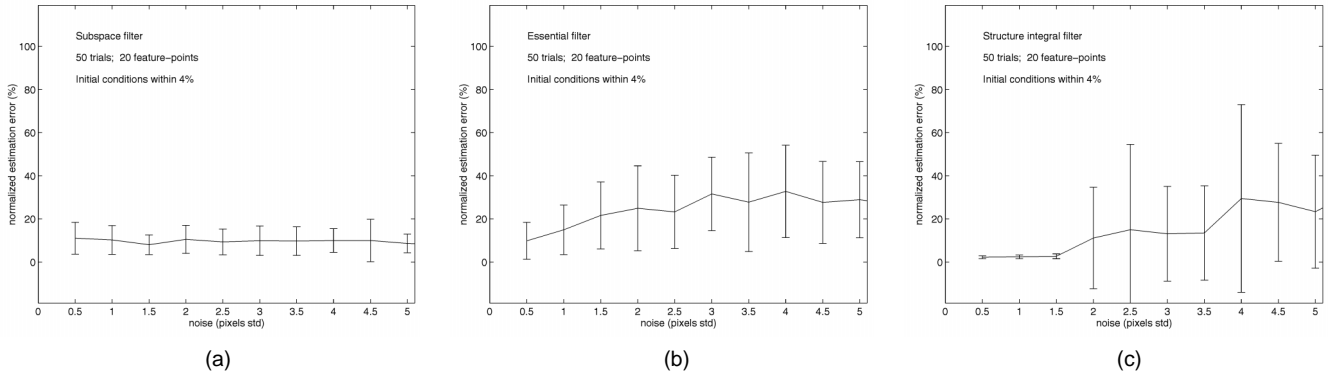 Subspace filter
50 trials; 20 feature-points
Initial conditions within 4%
normalized estimation error (%)
100
80
60
40
20
0
0 0.5 1 1.5 2 2.5 3 3.5 4 4.5 5
noise (pixels std)
(a)
Essential filter
50 trials; 20 feature-points
Initial conditions within 4%
normalized estimation error (%)
100
80
60
40
20
0
0 0.5 1 1.5 2 2.5 3 3.5 4 4.5 5
noise (pixels std)
(b)
Structure integral filter
50 trials; 20 feature-points
Initial conditions within 4%
normalized estimation error (%)
100
80
60
40
20
0
0 0.5 1 1.5 2 2.5 3 3.5 4 4.5 5
noise (pixels std)
(c)